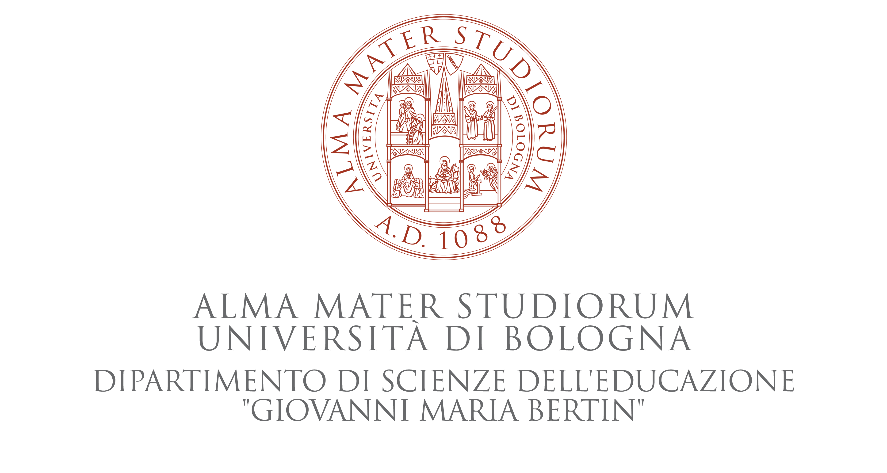 ALMA MATER STUDIORUM
UNIVERSITÀ DI BOLOGNA
A.D. 1088
ALMA MATER STUDIORUM
UNIVERSITÀ DI BOLOGNA
DIPARTIMENTO DI SCIENZE DELL'EDUCAZIONE
"GIOVANNI MARIA BERTIN"